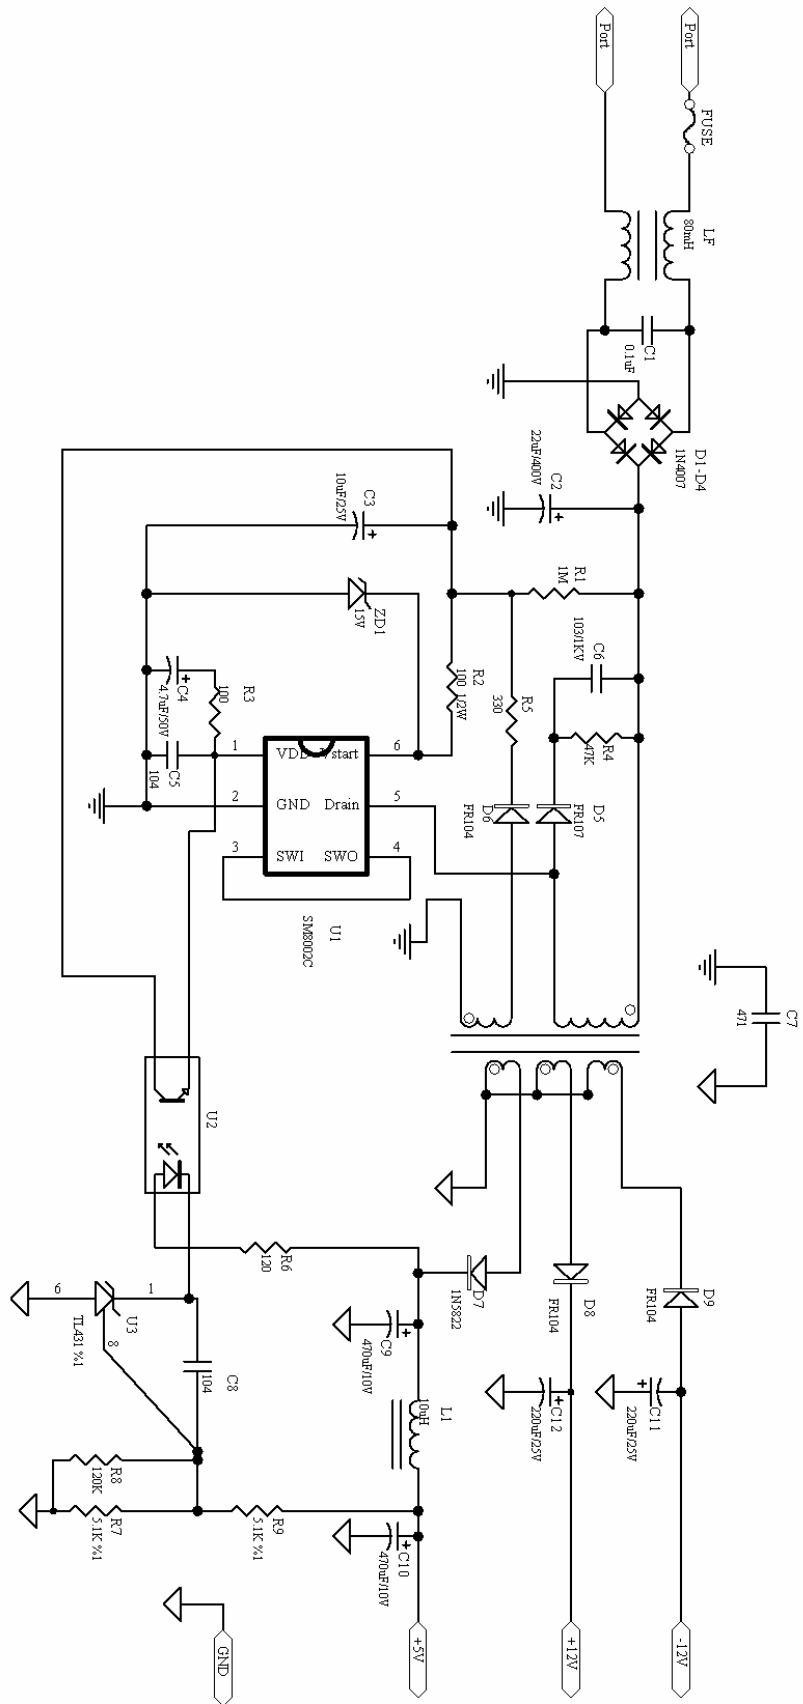 Port
Port
FUSE
LF
80mH
C1
0.1uF
D1-D4
1N4007
C2
22uF/400V
C3
10uF/25V
R1
1M
C6
103/1KV
ZD1
15V
R2
100 1/2W
R5
330
R4
47K
R3
100
C4
4.7uF/50V
C5
104
1
VDD
Vstart
6
2
GND
Drain
5
3
SWI
SWO
4
U1
SM8002C
D6
FR104
D5
FR107
C7
471
U2
R6
120
D7
1N5822
D8
FR104
D9
FR104
6
1
U3
8
TL431 %1
C8
104
C9
470uF/10V
L1
10uH
C12
220uF/25V
C11
220uF/25V
R8
120K
R7
5.1K %1
R9
5.1K %1
C10
470uF/10V
GND
+5V
+12V
-12V